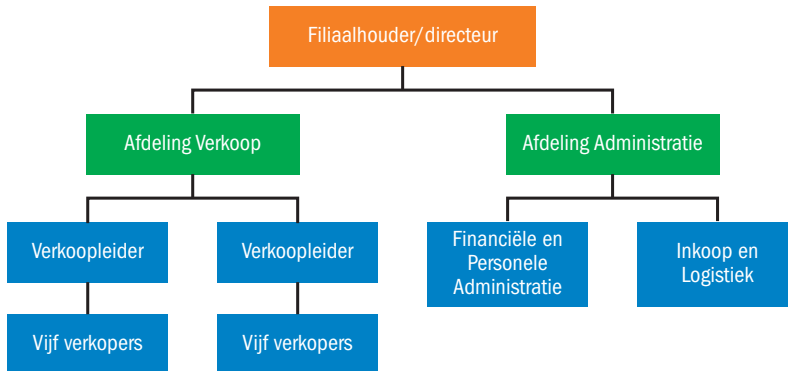 Filiaalhouder/directeur
Afdeling Verkoop
Afdeling Administratie
Verkoopleider
Verkoopleider
Financiële en
Personele
Administratie
Inkoop en
Logistiek
Vijf verkopers
Vijf verkopers